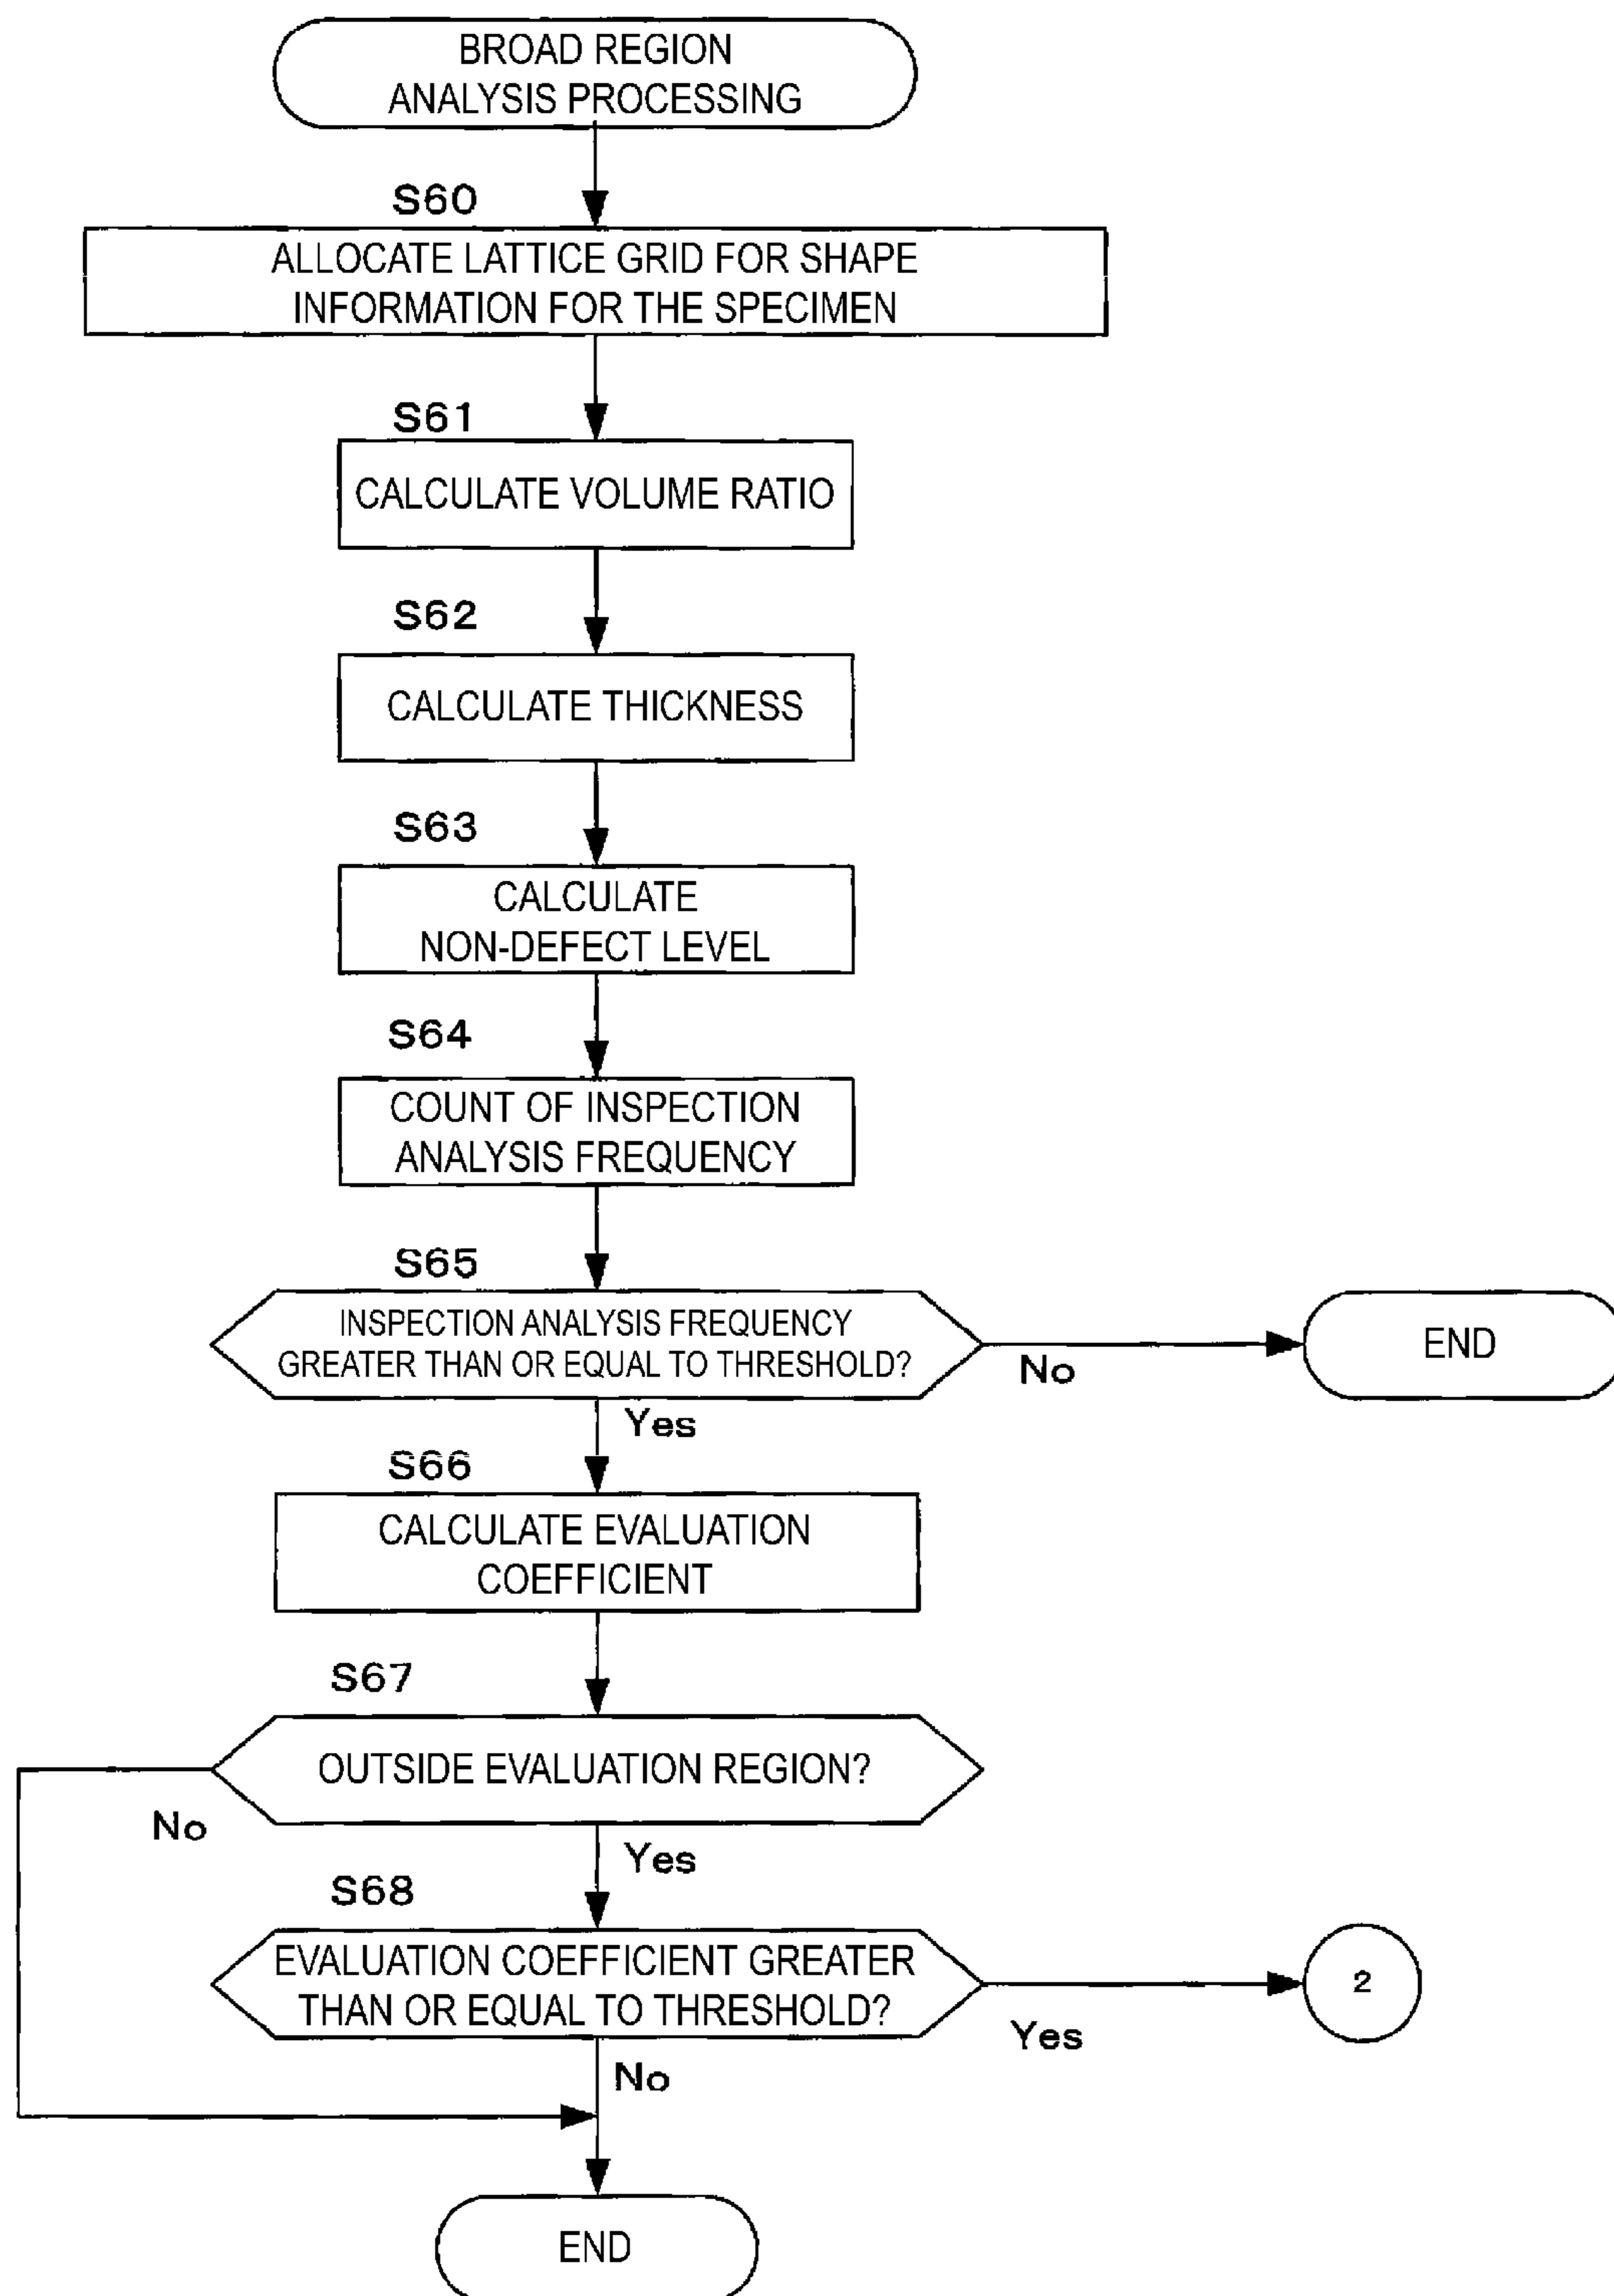 BROAD REGION
ANALYSIS PROCESSING
S60
ALLOCATE LATTICE GRID FOR SHAPE
INFORMATION FOR THE SPECIMEN
S61
CALCULATE VOLUME RATIO
S62
CALCULATE THICKNESS
S63
CALCULATE
NON-DEFECT LEVEL
S64
COUNT OF INSPECTION
ANALYSIS FREQUENCY
S65
INSPECTION ANALYSIS FREQUENCY
GREATER THAN OR EQUAL TO THRESHOLD?
No
END
Yes
S66
CALCULATE EVALUATION
COEFFICIENT
S67
OUTSIDE EVALUATION REGION?
No
Yes
S68
EVALUATION COEFFICIENT GREATER
THAN OR EQUAL TO THRESHOLD?
Yes
2
No
END